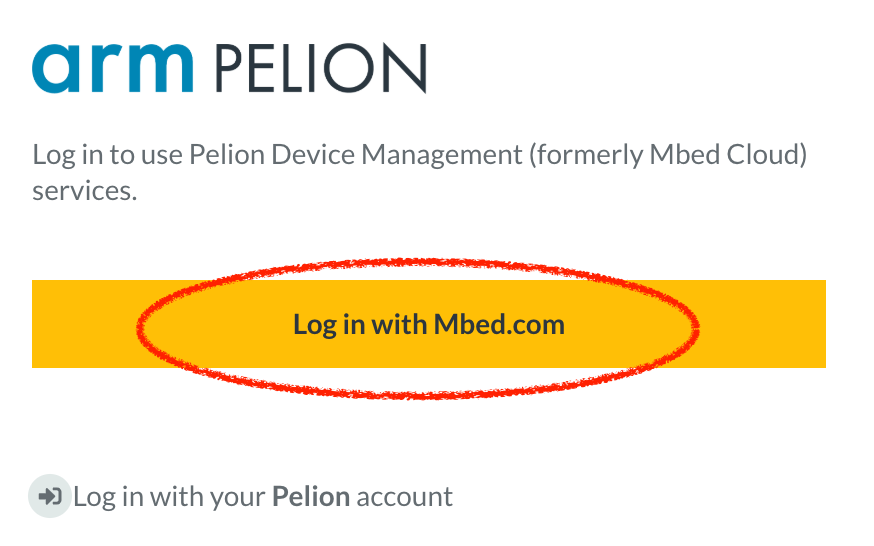 arm PELION
Log in to use Pelion Device Management (formerly Mbed Cloud)
services.
Log in with Mbed.com
Log in with your Pelion account